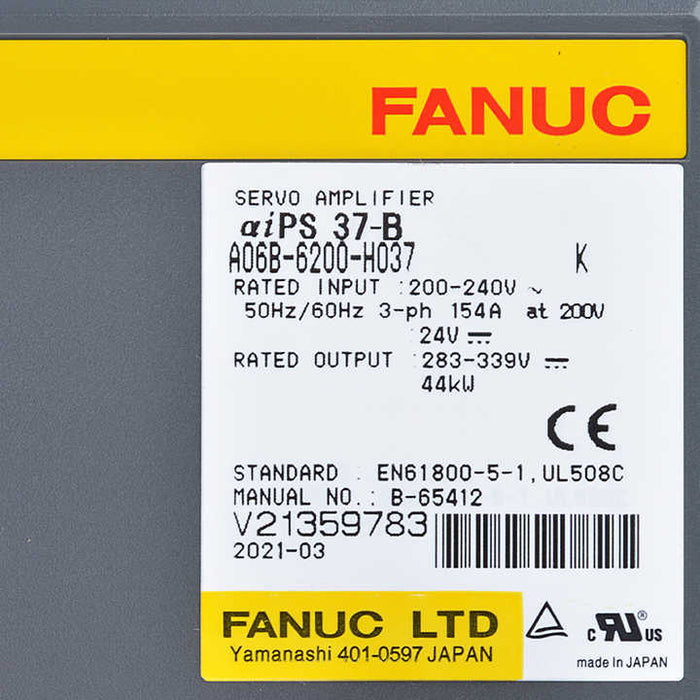 FANUC
SERVO AMPLIFIER
αiPS 37-B
A06B-6200-H037 K
RATED INPUT : 200-240V ~
50Hz/60Hz 3-ph 154A at 200V
24V ⎓
RATED OUTPUT : 283-339V ⎓
44kW
CE
STANDARD : EN61800-5-1, UL508C
MANUAL NO. : B-65412
V21359783
2021-03
FANUC LTD
Yamanashi 401-0597 JAPAN
c RU ® US
made in JAPAN